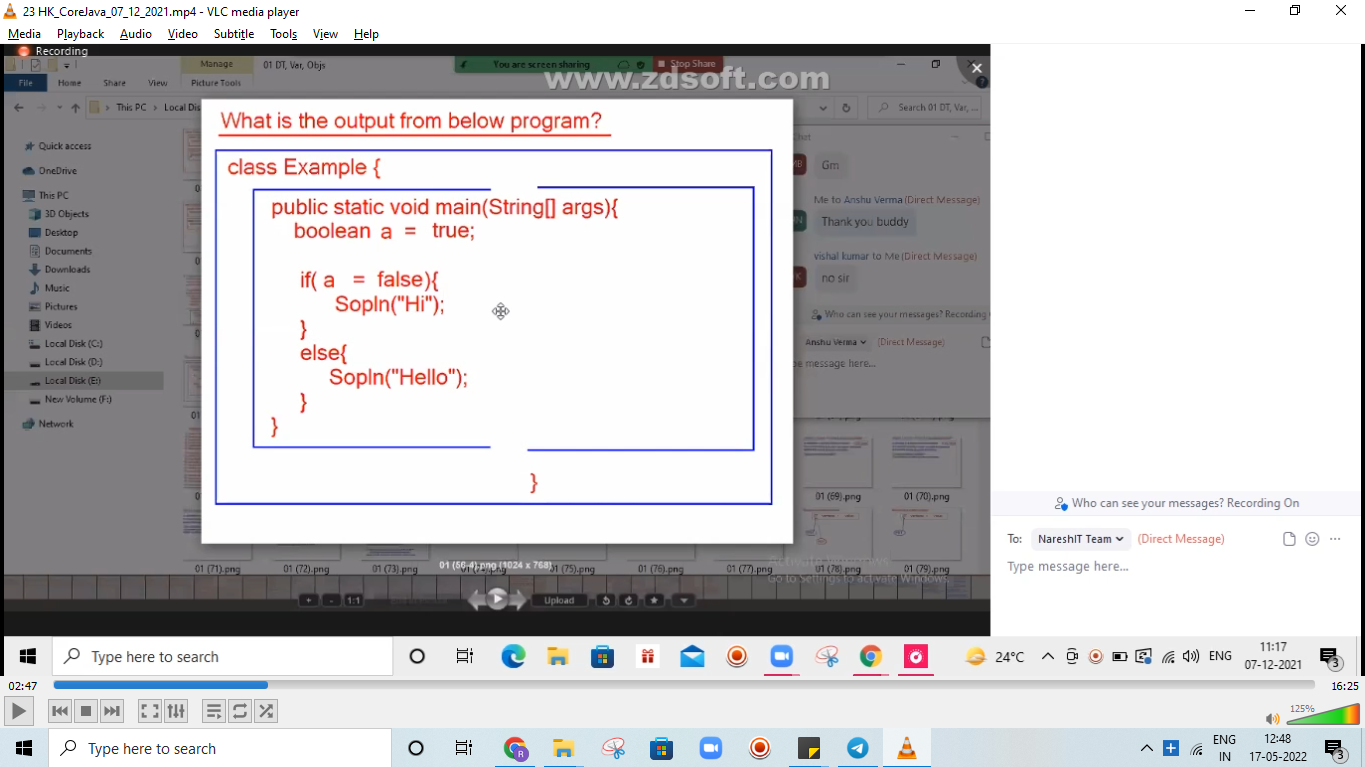 23 HK_CoreJava_07_12_2021.mp4 - VLC media player
Media Playback Audio Video Subtitle Tools View Help
Recording
Manage
01 DT, Var, Objs
You are screen sharing
Stop Share
www.zdsoft.com
File Home Share View Picture Tools
This PC Local Dis
Search 01 DT, Var, ...
What is the output from below program?
class Example {
public static void main(String[] args){
boolean a = true;
if( a = false){
Sopln("Hi");
}
else{
Sopln("Hello");
}
}
}
Quick access
OneDrive
This PC
3D Objects
Desktop
Documents
Downloads
Music
Pictures
Videos
Local Disk (C:)
Local Disk (D:)
Local Disk (E:)
New Volume (F:)
Network
Gm
Me to Anshu Verma (Direct Message)
Thank you buddy
vishal kumar to Me (Direct Message)
no sir
Who can see your messages? Recording
Anshu Verma (Direct Message)
pe message here...
01 (69).png 01 (70).png
01 (71).png 01 (72).png 01 (73).png 01 (75).png 01 (76).png 01 (77).png 01 (78).png 01 (79).png
01 (56-4).png (1024 x 768)
Go to Settings to activate Windows.
+ - 1:1 Upload
Who can see your messages? Recording On
To: NareshIT Team (Direct Message)
Type message here...
Type here to search
24°C
ENG
11:17
07-12-2021
3
02:47
16:25
125%
Type here to search
ENG
IN
12:48
17-05-2022
3